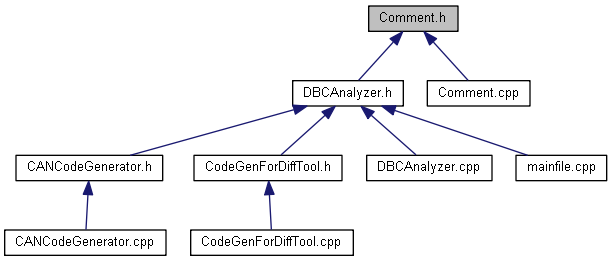 Comment.h
DBCAnalyzer.h
Comment.cpp
CANCodeGenerator.h
CodeGenForDiffTool.h
DBCAnalyzer.cpp
mainfile.cpp
CANCodeGenerator.cpp
CodeGenForDiffTool.cpp